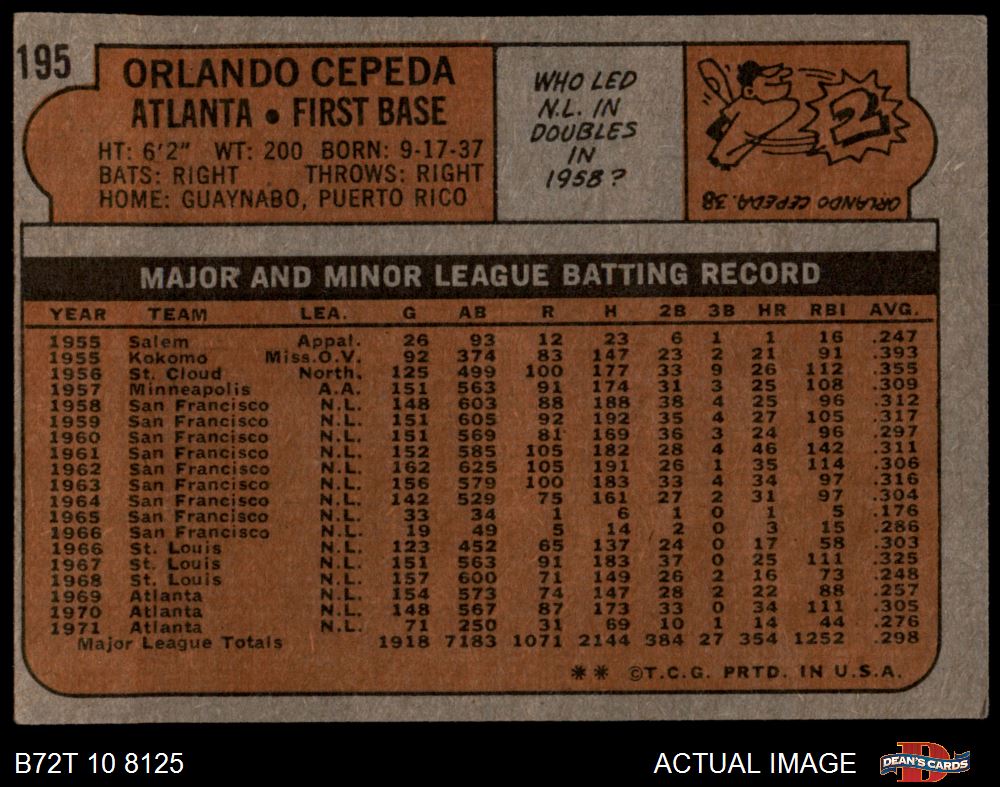 195
ORLANDO CEPEDA
ATLANTA • FIRST BASE
HT: 6'2" WT: 200 BORN: 9-17-37
BATS: RIGHT THROWS: RIGHT
HOME: GUAYNABO, PUERTO RICO
WHO LED
N.L. IN
DOUBLES
IN
1958?
2
ORLANDO CEPEDA. 38
MAJOR AND MINOR LEAGUE BATTING RECORD
YEAR TEAM LEA. G AB R H 2B 3B HR RBI AVG.
1955 Salem Appal. 26 93 12 23 6 1 1 16 .247
1955 Kokomo Miss.O.V. 92 374 83 147 23 2 21 91 .393
1956 St. Cloud North. 125 499 100 177 33 9 26 112 .355
1957 Minneapolis A.A. 151 563 91 174 31 3 25 108 .309
1958 San Francisco N.L. 148 603 88 188 38 4 25 96 .312
1959 San Francisco N.L. 151 605 92 192 35 4 27 105 .317
1960 San Francisco N.L. 151 569 81 169 36 3 24 96 .297
1961 San Francisco N.L. 152 585 105 182 28 4 46 142 .311
1962 San Francisco N.L. 162 625 105 191 26 1 35 114 .306
1963 San Francisco N.L. 156 579 100 183 33 4 34 97 .316
1964 San Francisco N.L. 142 529 75 161 27 2 31 97 .304
1965 San Francisco N.L. 33 34 1 6 1 0 1 5 .176
1966 San Francisco N.L. 19 49 5 14 2 0 3 15 .286
1966 St. Louis N.L. 123 452 65 137 24 0 17 58 .303
1967 St. Louis N.L. 151 563 91 183 37 0 25 111 .325
1968 St. Louis N.L. 157 600 71 149 26 2 16 73 .248
1969 Atlanta N.L. 154 573 74 147 28 2 22 88 .257
1970 Atlanta N.L. 148 567 87 173 33 0 34 111 .305
1971 Atlanta N.L. 71 250 31 69 10 1 14 44 .276
Major League Totals 1918 7183 1071 2144 384 27 354 1252 .298
** ©T.C.G. PRTD. IN U.S.A.
B72T 10 8125
ACTUAL IMAGE
D
DEAN'S CARDS